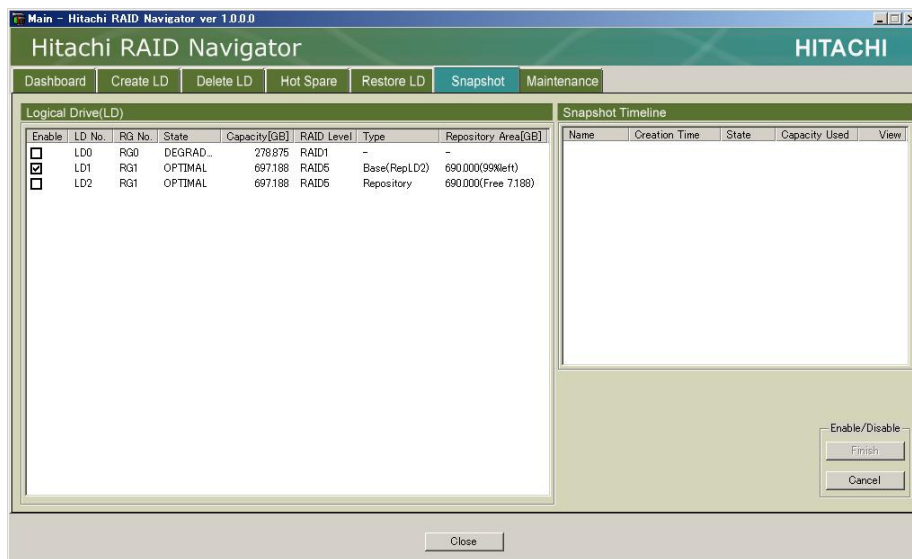 Main - Hitachi RAID Navigator ver 1.0.0.0
Hitachi RAID Navigator HITACHI
Dashboard Create LD Delete LD Hot Spare Restore LD Snapshot Maintenance
Logical Drive(LD) Snapshot Timeline
Enable LD No. RG No. State Capacity[GB] RAID Level Type Repository Area[GB] Name Creation Time State Capacity Used View
LD0 RG0 DEGRAD... 278.875 RAID1 - -
LD1 RG1 OPTIMAL 697.188 RAID5 Base(RepLD2) 690.000(99%left)
LD2 RG1 OPTIMAL 697.188 RAID5 Repository 690.000(Free 7.188)
Enable/Disable
Finish
Cancel
Close